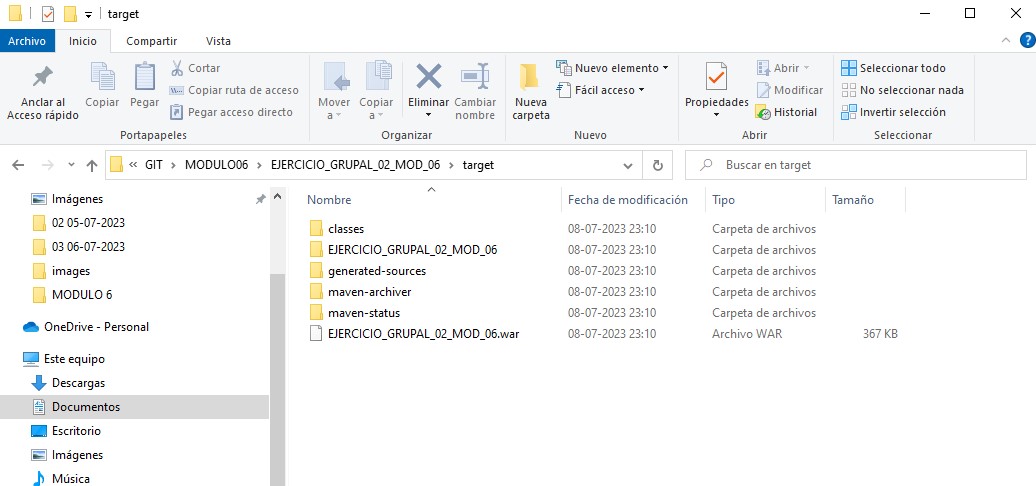 target
Archivo Inicio Compartir Vista
Anclar al Acceso rápido
Copiar
Pegar
Cortar
Copiar ruta de acceso
Pegar acceso directo
Portapapeles
Mover a
Copiar a
Eliminar
Cambiar nombre
Organizar
Nueva carpeta
Nuevo elemento
Fácil acceso
Nuevo
Propiedades
Abrir
Modificar
Historial
Abrir
Seleccionar todo
No seleccionar nada
Invertir selección
Seleccionar
« GIT > MODULO06 > EJERCICIO_GRUPAL_02_MOD_06 > target
Buscar en target
Imágenes
02 05-07-2023
03 06-07-2023
images
MODULO 6
OneDrive - Personal
Este equipo
Descargas
Documentos
Escritorio
Imágenes
Música
Nombre Fecha de modificación Tipo Tamaño
classes 08-07-2023 23:10 Carpeta de archivos
EJERCICIO_GRUPAL_02_MOD_06 08-07-2023 23:10 Carpeta de archivos
generated-sources 08-07-2023 23:10 Carpeta de archivos
maven-archiver 08-07-2023 23:10 Carpeta de archivos
maven-status 08-07-2023 23:10 Carpeta de archivos
EJERCICIO_GRUPAL_02_MOD_06.war 08-07-2023 23:10 Archivo WAR 367 KB